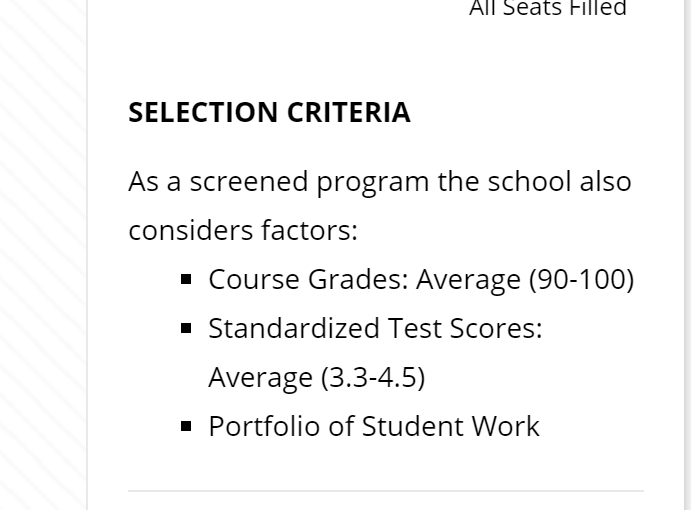 All Seats Filled
SELECTION CRITERIA
As a screened program the school also
considers factors:
▪ Course Grades: Average (90-100)
▪ Standardized Test Scores:
Average (3.3-4.5)
▪ Portfolio of Student Work